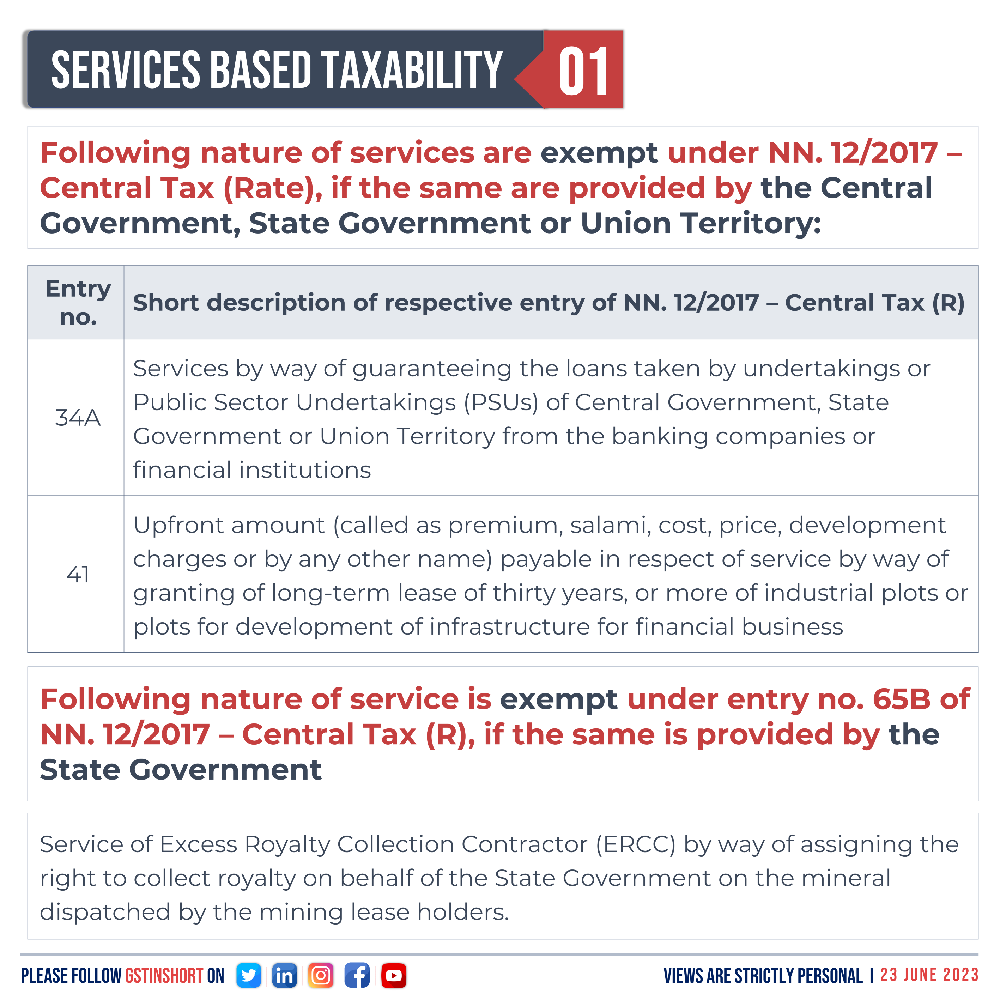 SERVICES BASED TAXABILITY 01
Following nature of services are exempt under NN. 12/2017 –
Central Tax (Rate), if the same are provided by the Central
Government, State Government or Union Territory:
Entry
no.
Short description of respective entry of NN. 12/2017 – Central Tax (R)
34A
Services by way of guaranteeing the loans taken by undertakings or
Public Sector Undertakings (PSUs) of Central Government, State
Government or Union Territory from the banking companies or
financial institutions
41
Upfront amount (called as premium, salami, cost, price, development
charges or by any other name) payable in respect of service by way of
granting of long-term lease of thirty years, or more of industrial plots or
plots for development of infrastructure for financial business
Following nature of service is exempt under entry no. 65B of
NN. 12/2017 – Central Tax (R), if the same is provided by the
State Government
Service of Excess Royalty Collection Contractor (ERCC) by way of assigning the
right to collect royalty on behalf of the State Government on the mineral
dispatched by the mining lease holders.
PLEASE FOLLOW GSTINSHORT ON
VIEWS ARE STRICTLY PERSONAL | 23 JUNE 2023